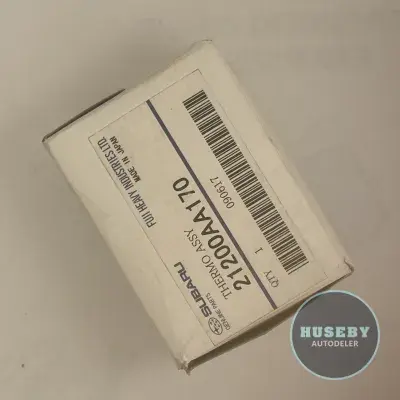 SUBARU
GENUINE PARTS
THERMO ASSY
21200AA170
QTY 1
090617
FUJI HEAVY INDUSTRIES LTD.
MADE IN JAPAN
HUSEBY
AUTODELER